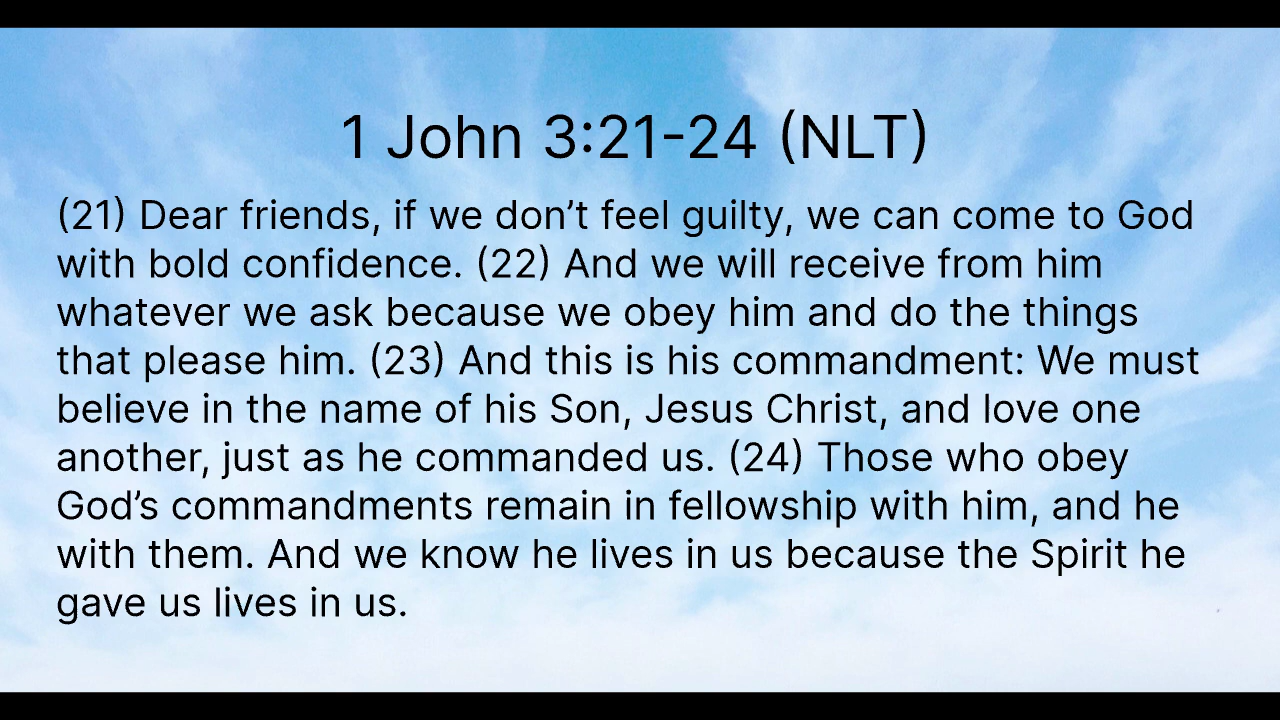 1 John 3:21-24 (NLT)
(21) Dear friends, if we don’t feel guilty, we can come to God
with bold confidence. (22) And we will receive from him
whatever we ask because we obey him and do the things
that please him. (23) And this is his commandment: We must
believe in the name of his Son, Jesus Christ, and love one
another, just as he commanded us. (24) Those who obey
God’s commandments remain in fellowship with him, and he
with them. And we know he lives in us because the Spirit he
gave us lives in us.